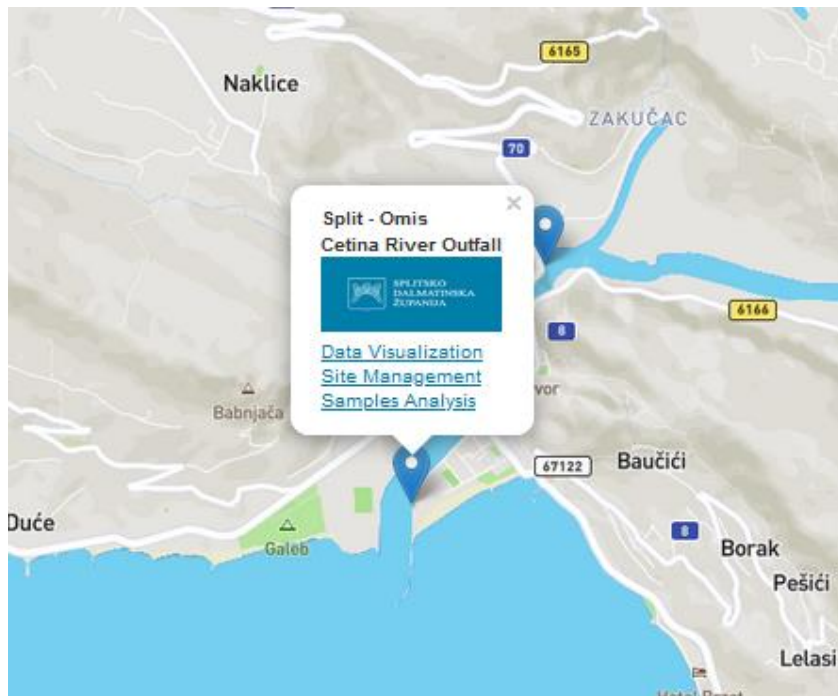 6165
Naklice
ZAKUČAC
70
Split - Omis
Cetina River Outfall
SPLITSKO
DALMATINSKA
ŽUPANIJA
6166
8
Data Visualization
Site Management
Samples Analysis
vor
Babnjača
67122
Baučići
Duće
Galeb
8
Borak
Pešići
Lelasi